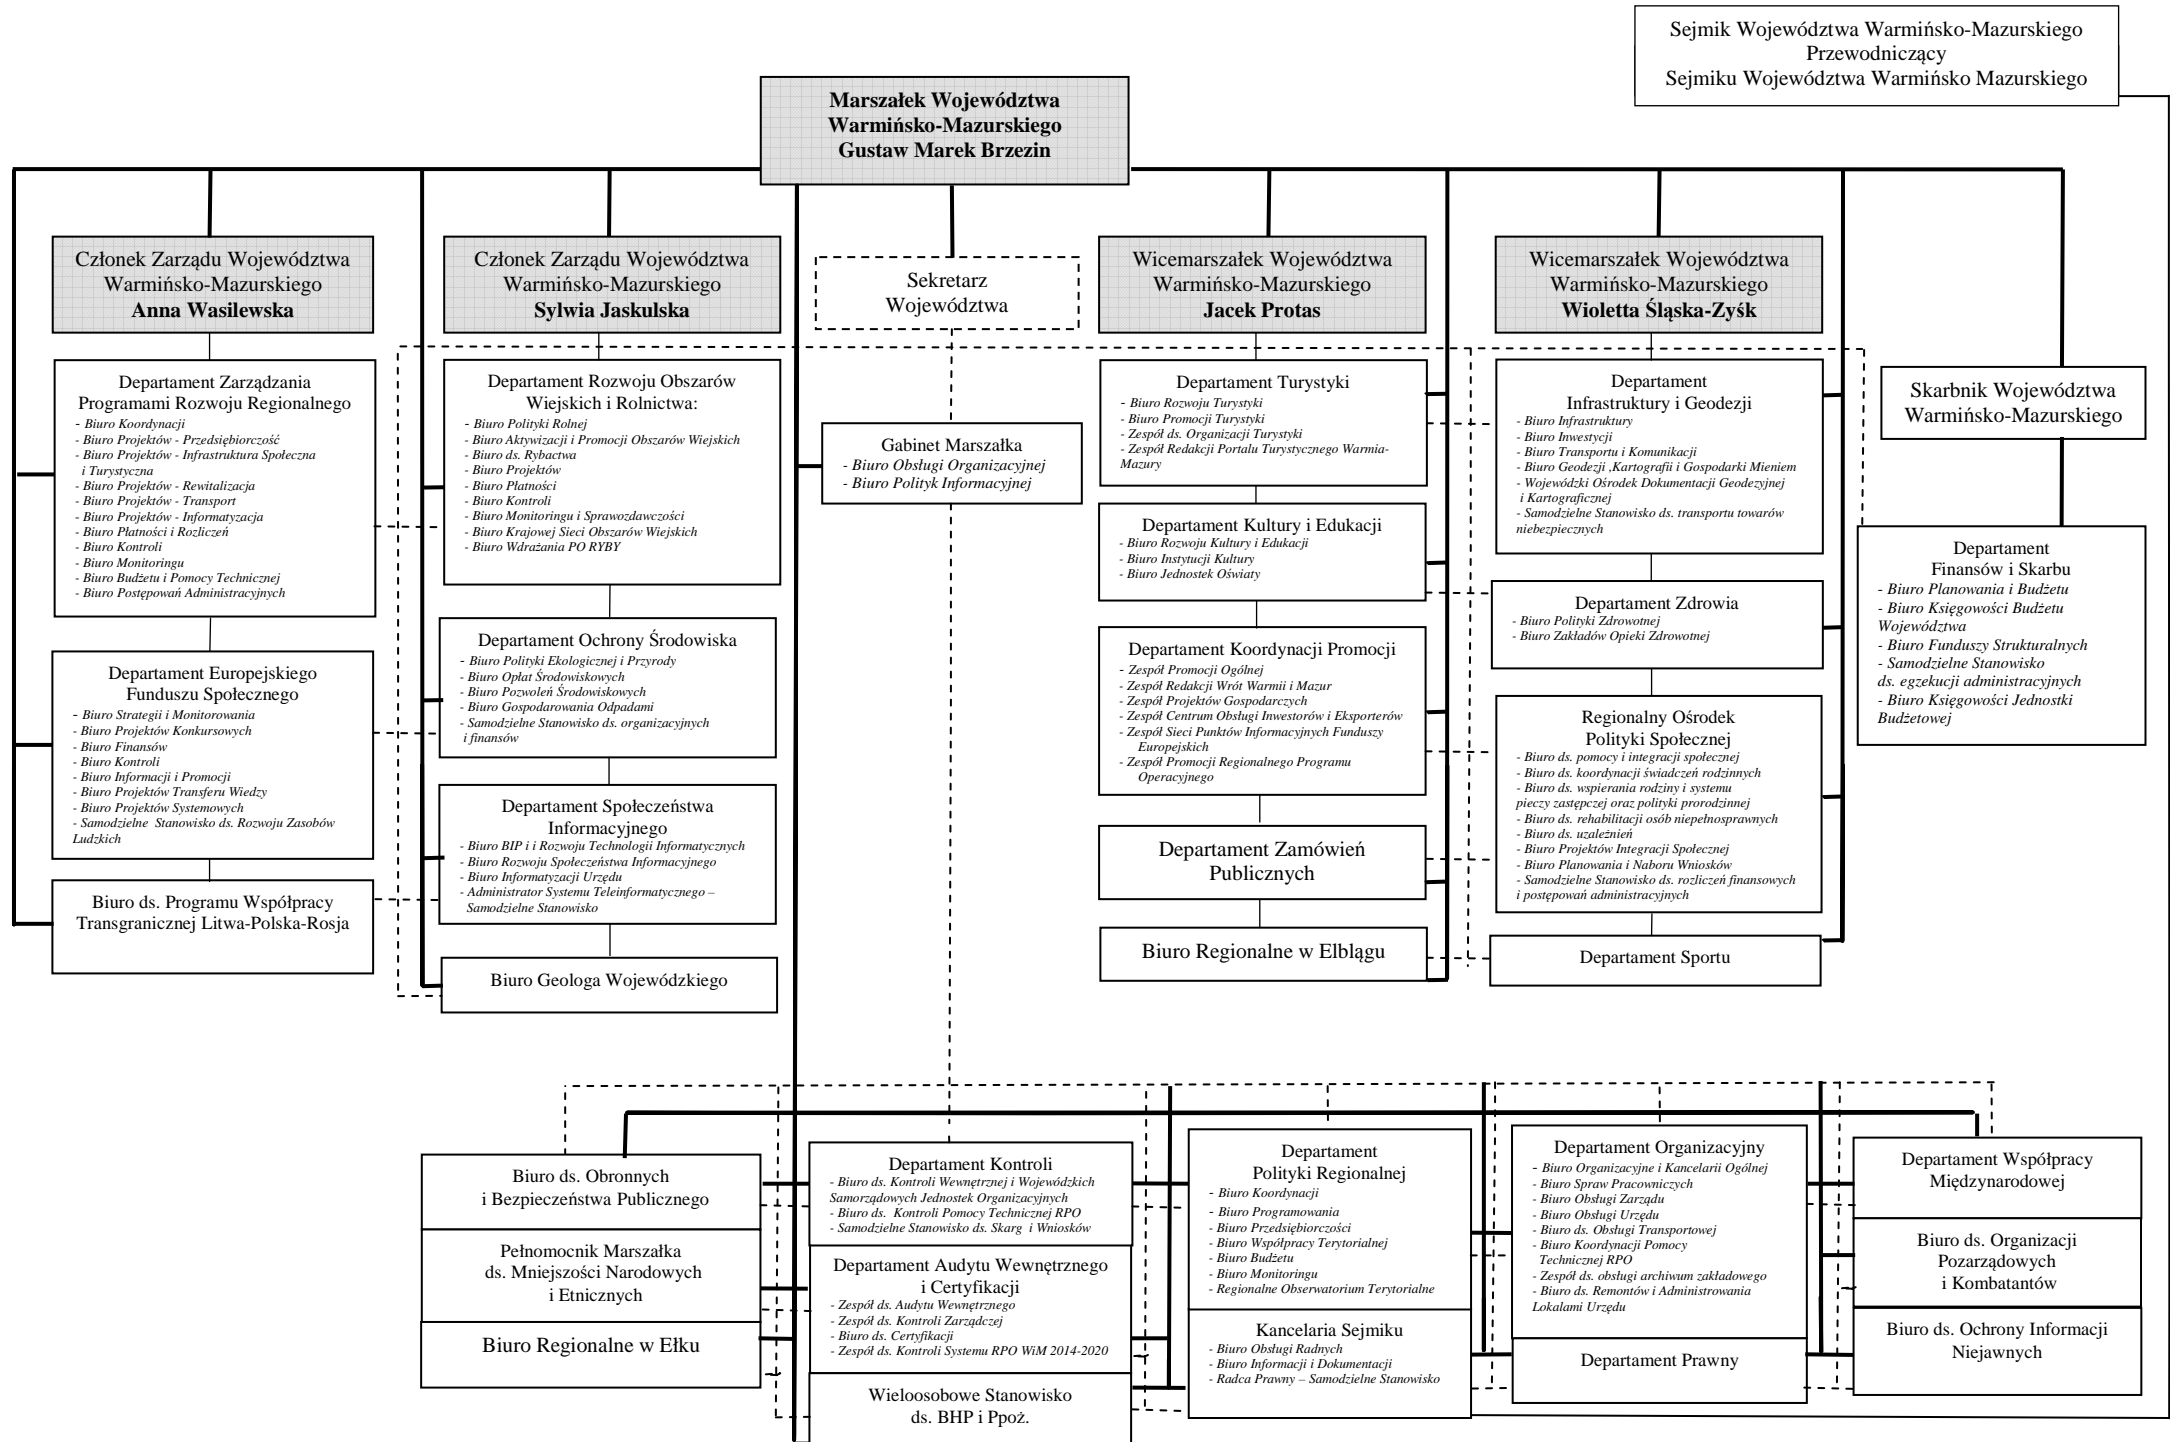 Sejmik Województwa Warmińsko-Mazurskiego
Przewodniczący
Sejmiku Województwa Warmińsko Mazurskiego
Marszałek Województwa
Warmińsko-Mazurskiego
Gustaw Marek Brzezin
Członek Zarządu Województwa
Warmińsko-Mazurskiego
Anna Wasilewska
Członek Zarządu Województwa
Warmińsko-Mazurskiego
Sylwia Jaskulska
Sekretarz
Województwa
Wicemarszałek Województwa
Warmińsko-Mazurskiego
Jacek Protas
Wicemarszałek Województwa
Warmińsko-Mazurskiego
Wioletta Śląska-Zyśk
Departament Zarządzania
Programami Rozwoju Regionalnego
- Biuro Koordynacji
- Biuro Projektów - Przedsiębiorczość
- Biuro Projektów - Infrastruktura Społeczna
i Turystyczna
- Biuro Projektów - Rewitalizacja
- Biuro Projektów - Transport
- Biuro Projektów - Informatyzacja
- Biuro Płatności i Rozliczeń
- Biuro Kontroli
- Biuro Monitoringu
- Biuro Budżetu i Pomocy Technicznej
- Biuro Postępowań Administracyjnych
Departament Europejskiego
Funduszu Społecznego
- Biuro Strategii i Monitorowania
- Biuro Projektów Konkursowych
- Biuro Finansów
- Biuro Kontroli
- Biuro Informacji i Promocji
- Biuro Projektów Transferu Wiedzy
- Biuro Projektów Systemowych
- Samodzielne Stanowisko ds. Rozwoju Zasobów
Ludzkich
Biuro ds. Programu Współpracy
Transgranicznej Litwa-Polska-Rosja
Departament Rozwoju Obszarów
Wiejskich i Rolnictwa:
- Biuro Polityki Rolnej
- Biuro Aktywizacji i Promocji Obszarów Wiejskich
- Biuro ds. Rybactwa
- Biuro Projektów
- Biuro Płatności
- Biuro Kontroli
- Biuro Monitoringu i Sprawozdawczości
- Biuro Krajowej Sieci Obszarów Wiejskich
- Biuro Wdrażania PO RYBY
Departament Ochrony Środowiska
- Biuro Polityki Ekologicznej i Przyrody
- Biuro Opłat Środowiskowych
- Biuro Pozwoleń Środowiskowych
- Biuro Gospodarowania Odpadami
- Samodzielne Stanowisko ds. organizacyjnych
i finansów
Departament Społeczeństwa
Informacyjnego
- Biuro BIP i i Rozwoju Technologii Informatycznych
- Biuro Rozwoju Społeczeństwa Informacyjnego
- Biuro Informatyzacji Urzędu
- Administrator Systemu Teleinformatycznego –
Samodzielne Stanowisko
Biuro Geologa Wojewódzkiego
Gabinet Marszałka
- Biuro Obsługi Organizacyjnej
- Biuro Polityk Informacyjnej
Departament Turystyki
- Biuro Rozwoju Turystyki
- Biuro Promocji Turystyki
- Zespół ds. Organizacji Turystyki
- Zespół Redakcji Portalu Turystycznego Warmia-
Mazury
Departament Kultury i Edukacji
- Biuro Rozwoju Kultury i Edukacji
- Biuro Instytucji Kultury
- Biuro Jednostek Oświaty
Departament Koordynacji Promocji
- Zespół Promocji Ogólnej
- Zespół Redakcji Wrót Warmii i Mazur
- Zespół Projektów Gospodarczych
- Zespół Centrum Obsługi Inwestorów i Eksporterów
- Zespół Sieci Punktów Informacyjnych Funduszy
Europejskich
- Zespół Promocji Regionalnego Programu
Operacyjnego
Departament Zamówień
Publicznych
Biuro Regionalne w Elblągu
Departament
Infrastruktury i Geodezji
- Biuro Infrastruktury
- Biuro Inwestycji
- Biuro Transportu i Komunikacji
- Biuro Geodezji ,Kartografii i Gospodarki Mieniem
- Wojewódzki Ośrodek Dokumentacji Geodezyjnej
i Kartograficznej
- Samodzielne Stanowisko ds. transportu towarów
niebezpiecznych
Departament Zdrowia
- Biuro Polityki Zdrowotnej
- Biuro Zakładów Opieki Zdrowotnej
Regionalny Ośrodek
Polityki Społecznej
- Biuro ds. pomocy i integracji społecznej
- Biuro ds. koordynacji świadczeń rodzinnych
- Biuro ds. wspierania rodziny i systemu
pieczy zastępczej oraz polityki prorodzinnej
- Biuro ds. rehabilitacji osób niepełnosprawnych
- Biuro ds. uzależnień
- Biuro Projektów Integracji Społecznej
- Biuro Planowania i Naboru Wniosków
- Samodzielne Stanowisko ds. rozliczeń finansowych
i postępowań administracyjnych
Departament Sportu
Skarbnik Województwa
Warmińsko-Mazurskiego
Departament
Finansów i Skarbu
- Biuro Planowania i Budżetu
- Biuro Księgowości Budżetu
Województwa
- Biuro Funduszy Strukturalnych
- Samodzielne Stanowisko
ds. egzekucji administracyjnych
- Biuro Księgowości Jednostki
Budżetowej
Biuro ds. Obronnych
i Bezpieczeństwa Publicznego
Pełnomocnik Marszałka
ds. Mniejszości Narodowych
i Etnicznych
Biuro Regionalne w Ełku
Departament Kontroli
- Biuro ds. Kontroli Wewnętrznej i Wojewódzkich
Samorządowych Jednostek Organizacyjnych
- Biuro ds. Kontroli Pomocy Technicznej RPO
- Samodzielne Stanowisko ds. Skarg i Wniosków
Departament Audytu Wewnętrznego
i Certyfikacji
- Zespół ds. Audytu Wewnętrznego
- Zespół ds. Kontroli Zarządczej
- Biuro ds. Certyfikacji
- Zespół ds. Kontroli Systemu RPO WiM 2014-2020
Wieloosobowe Stanowisko
ds. BHP i Ppoż.
Departament
Polityki Regionalnej
- Biuro Koordynacji
- Biuro Programowania
- Biuro Przedsiębiorczości
- Biuro Współpracy Terytorialnej
- Biuro Budżetu
- Biuro Monitoringu
- Regionalne Obserwatorium Terytorialne
Kancelaria Sejmiku
- Biuro Obsługi Radnych
- Biuro Informacji i Dokumentacji
- Radca Prawny – Samodzielne Stanowisko
Departament Organizacyjny
- Biuro Organizacyjne i Kancelarii Ogólnej
- Biuro Spraw Pracowniczych
- Biuro Obsługi Zarządu
- Biuro Obsługi Urzędu
- Biuro ds. Obsługi Transportowej
- Biuro Koordynacji Pomocy
Technicznej RPO
- Zespół ds. obsługi archiwum zakładowego
- Biuro ds. Remontów i Administrowania
Lokalami Urzędu
Departament Prawny
Departament Współpracy
Międzynarodowej
Biuro ds. Organizacji
Pozarządowych
i Kombatantów
Biuro ds. Ochrony Informacji
Niejawnych